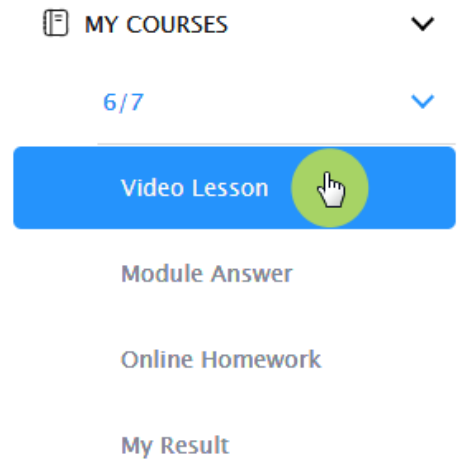 MY COURSES
6/7
Video Lesson
Module Answer
Online Homework
My Result